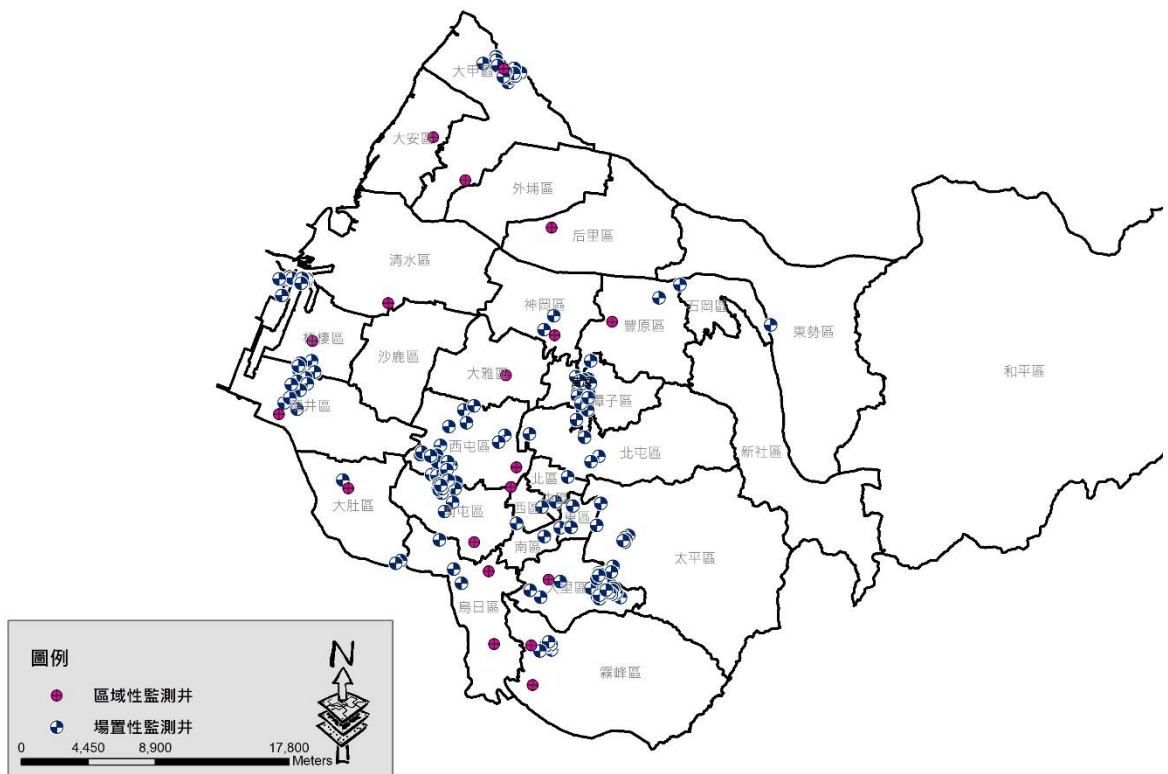 大甲區
大安區
外埔區
后里區
清水區
神岡區
豐原區
石岡區
東勢區
和平區
梧棲區
沙鹿區
大雅區
潭子區
西屯區
北屯區
新社區
北區
大肚區
南屯區
西區
東區
南區
太平區
大里區
烏日區
霧峰區
圖例
N
區域性監測井
場置性監測井
0 4,450 8,900 17,800
Meters